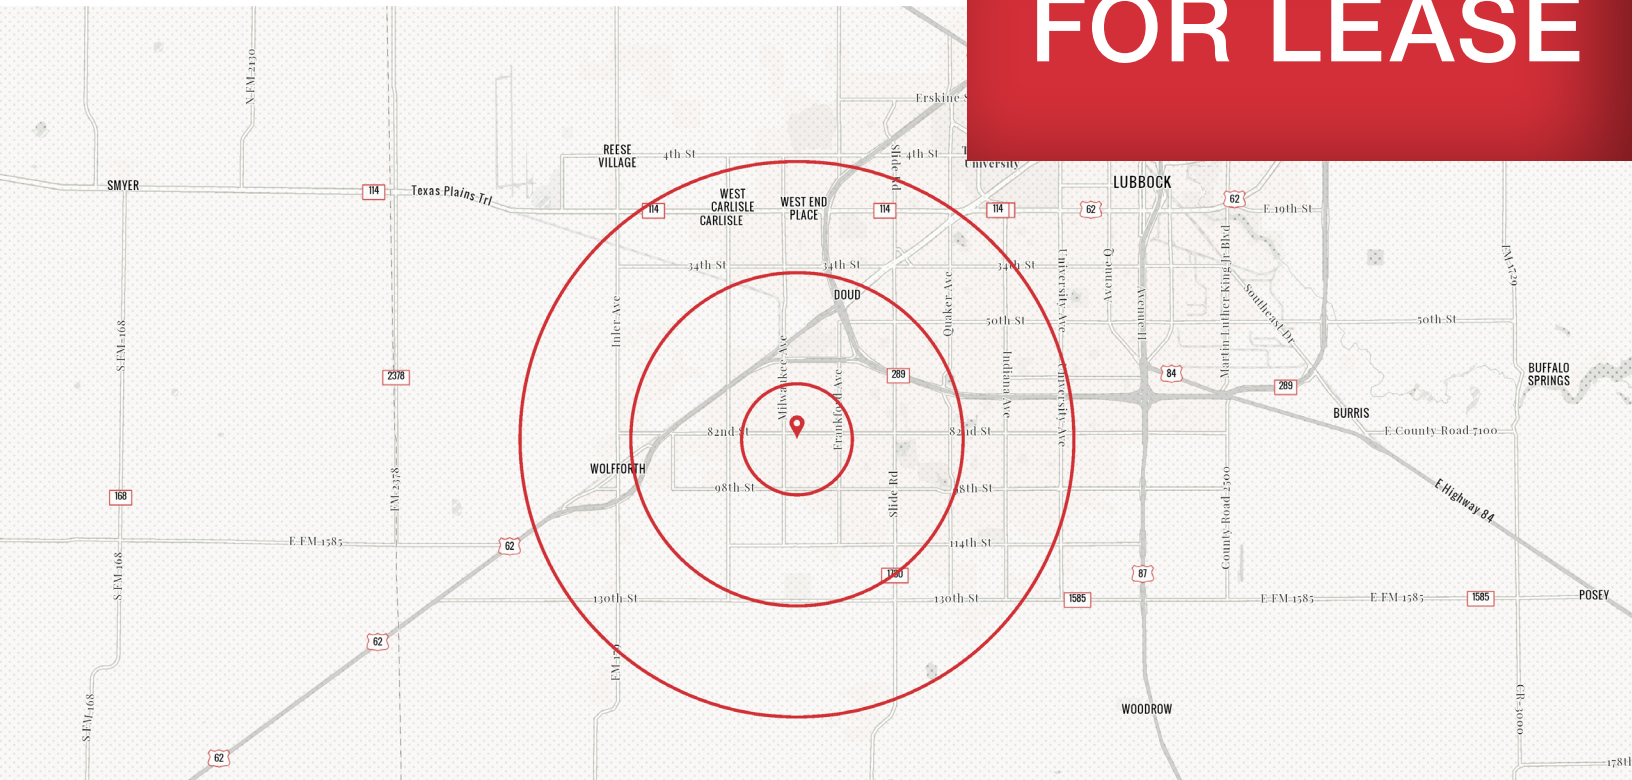 FOR LEASE
N FM 2130
Erskine S
REESE
VILLAGE
4th St
4th St
Slide Rd
University
SMYER
114
Texas Plains Trl
114
WEST
CARLISLE
CARLISLE
WEST END
PLACE
114
114
62
LUBBOCK
62
E 19th St
34th St
34th St
34th St
Quaker Ave
University Ave
Avenue Q
Martin Luther King Jr Blvd
Southeast Dr
FM 1729
DOUD
Inler Ave
50th St
50th St
S FM 168
2378
Milwaukee Ave
Frankford Ave
289
Indiana Ave
University Ave
84
289
BUFFALO
SPRINGS
BURRIS
82nd St
82nd St
E County Road 7100
WOLFFORTH
168
FM 2378
98th St
Slide Rd
98th St
County Road 2500
E Highway 84
E FM 1585
62
114th St
S FM 168
87
130th St
130th St
1585
E FM 1585
E FM 1585
1585
POSEY
62
S FM 168
WOODROW
CR 3000
62
178th